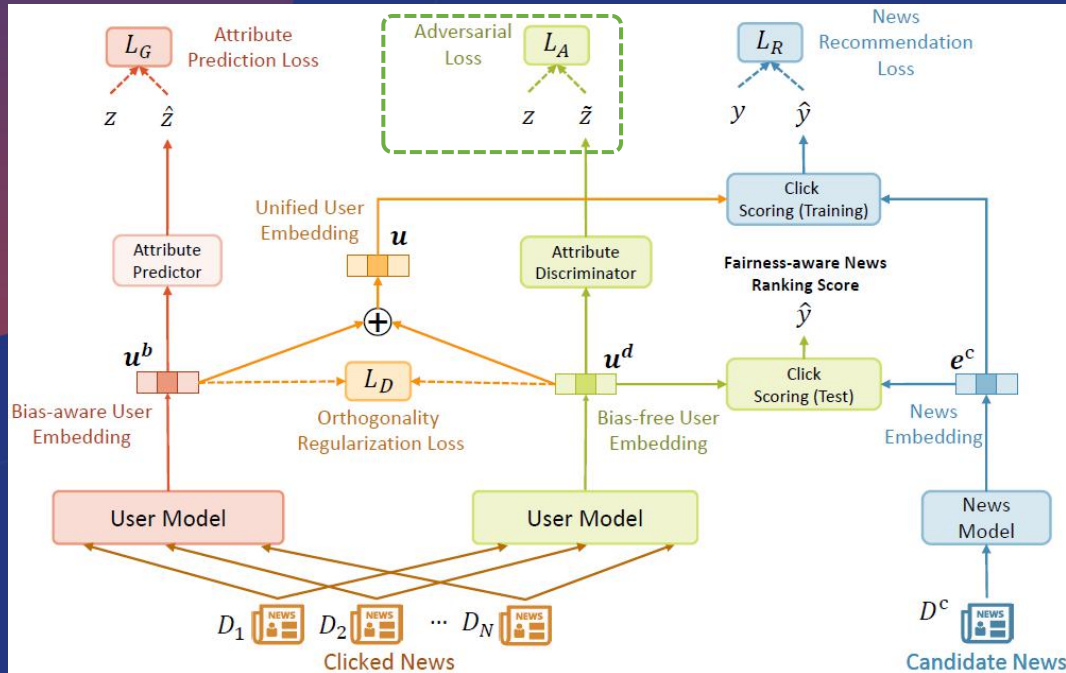 L_G
Attribute
Prediction Loss
z
ẑ
Adversarial
Loss
L_A
z
z̃
L_R
News
Recommendation
Loss
y
ŷ
Click
Scoring (Training)
Unified User
Embedding
u
Attribute
Predictor
Attribute
Discriminator
Fairness-aware News
Ranking Score
ŷ
+
u^b
Bias-aware User
Embedding
L_D
Orthogonality
Regularization Loss
u^d
Bias-free User
Embedding
Click
Scoring (Test)
e^c
News
Embedding
User Model
User Model
News
Model
D_1
NEWS
D_2
NEWS
...
D_N
NEWS
Clicked News
D^c
NEWS
Candidate News